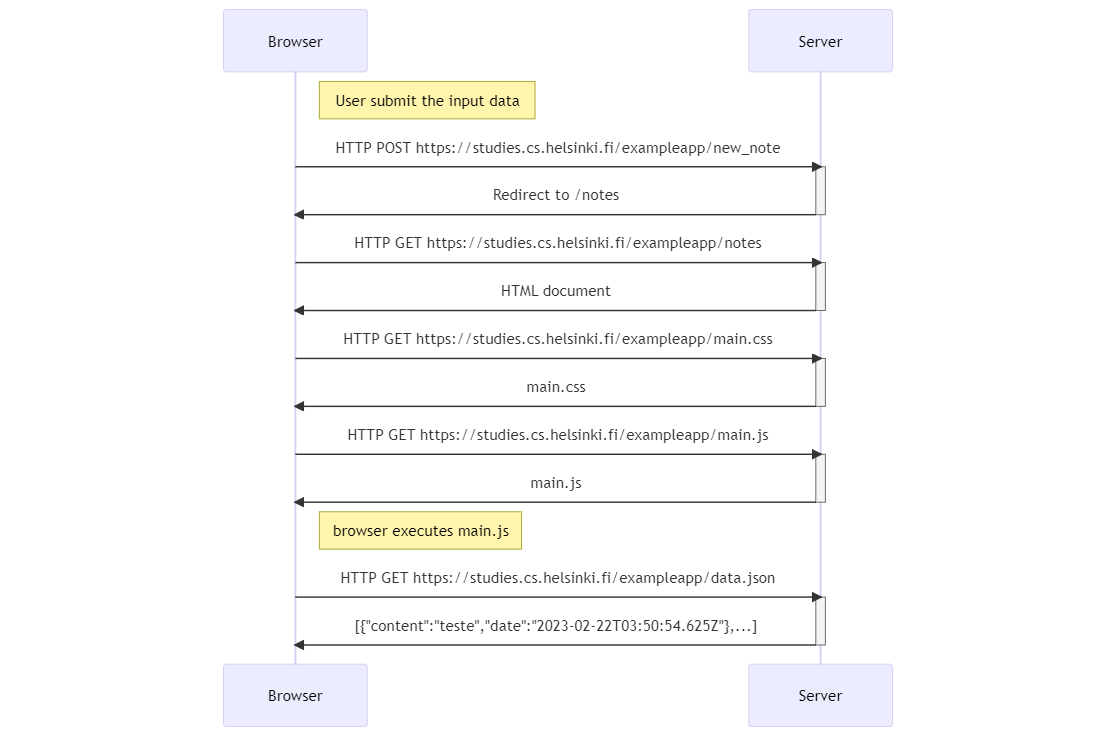 Browser
Server
User submit the input data
HTTP POST https://studies.cs.helsinki.fi/exampleapp/new_note
Redirect to /notes
HTTP GET https://studies.cs.helsinki.fi/exampleapp/notes
HTML document
HTTP GET https://studies.cs.helsinki.fi/exampleapp/main.css
main.css
HTTP GET https://studies.cs.helsinki.fi/exampleapp/main.js
main.js
browser executes main.js
HTTP GET https://studies.cs.helsinki.fi/exampleapp/data.json
[{"content":"teste","date":"2023-02-22T03:50:54.625Z"},...]
Browser
Server